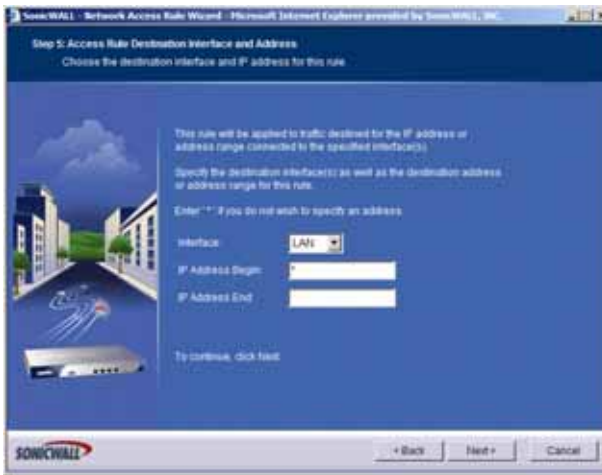 SonicWALL - Network Access Rule Wizard - Microsoft Internet Explorer provided by SonicWALL, INC.
Step 5: Access Rule Destination Interface and Address
Choose the destination interface and IP address for this rule.
This rule will be applied to traffic destined for the IP address or
address range connected to the specified interface(s).
Specify the destination interface(s) as well as the destination address
or address range for this rule.
Enter "*" if you do not wish to specify an address.
Interface
LAN
IP Address Begin
*
IP Address End
To continue, click Next
SONICWALL
< Back
Next >
Cancel